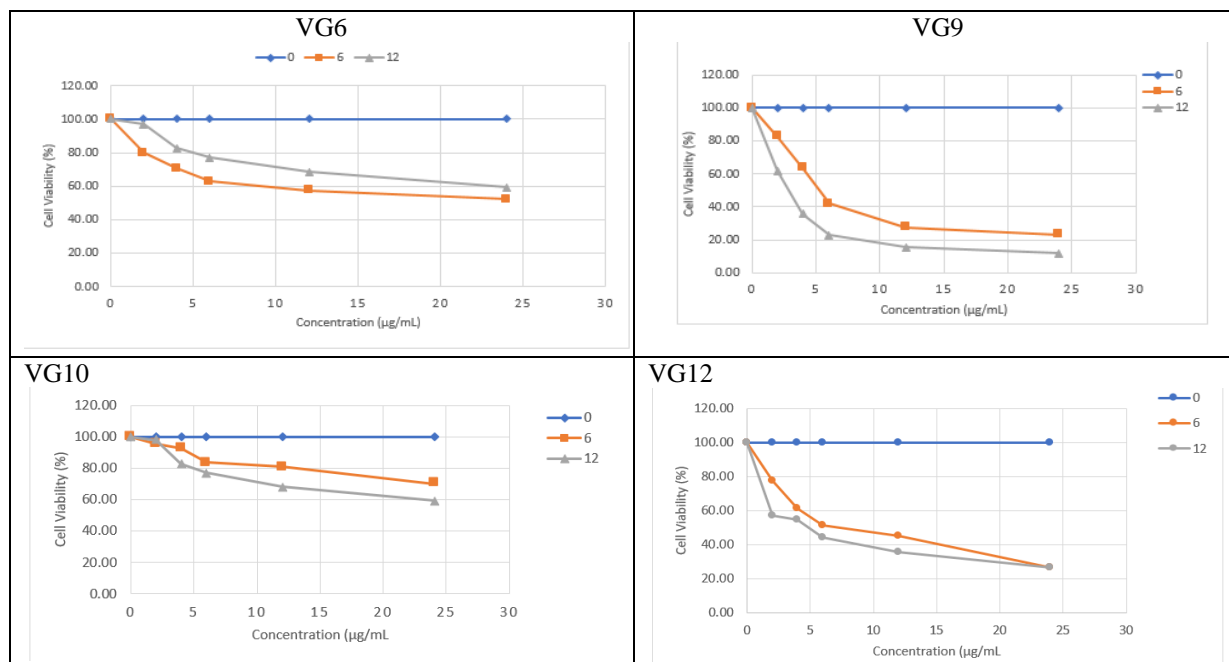 VG6
0 6 12
120.00
100.00
80.00
60.00
40.00
20.00
0.00
Cell Viability (%)
0 5 10 15 20 25 30
Concentration (µg/mL)
VG9
0
6
12
120.00
100.00
80.00
60.00
40.00
20.00
0.00
Cell Viability (%)
0 5 10 15 20 25 30
Concentration (µg/mL)
VG10
0
6
12
120.00
100.00
80.00
60.00
40.00
20.00
0.00
Cell Viability (%)
0 5 10 15 20 25 30
Concentration (µg/mL
VG12
0
6
12
120.00
100.00
80.00
60.00
40.00
20.00
0.00
Cell Viability (%)
0 5 10 15 20 25 30
Concentration (µg/mL